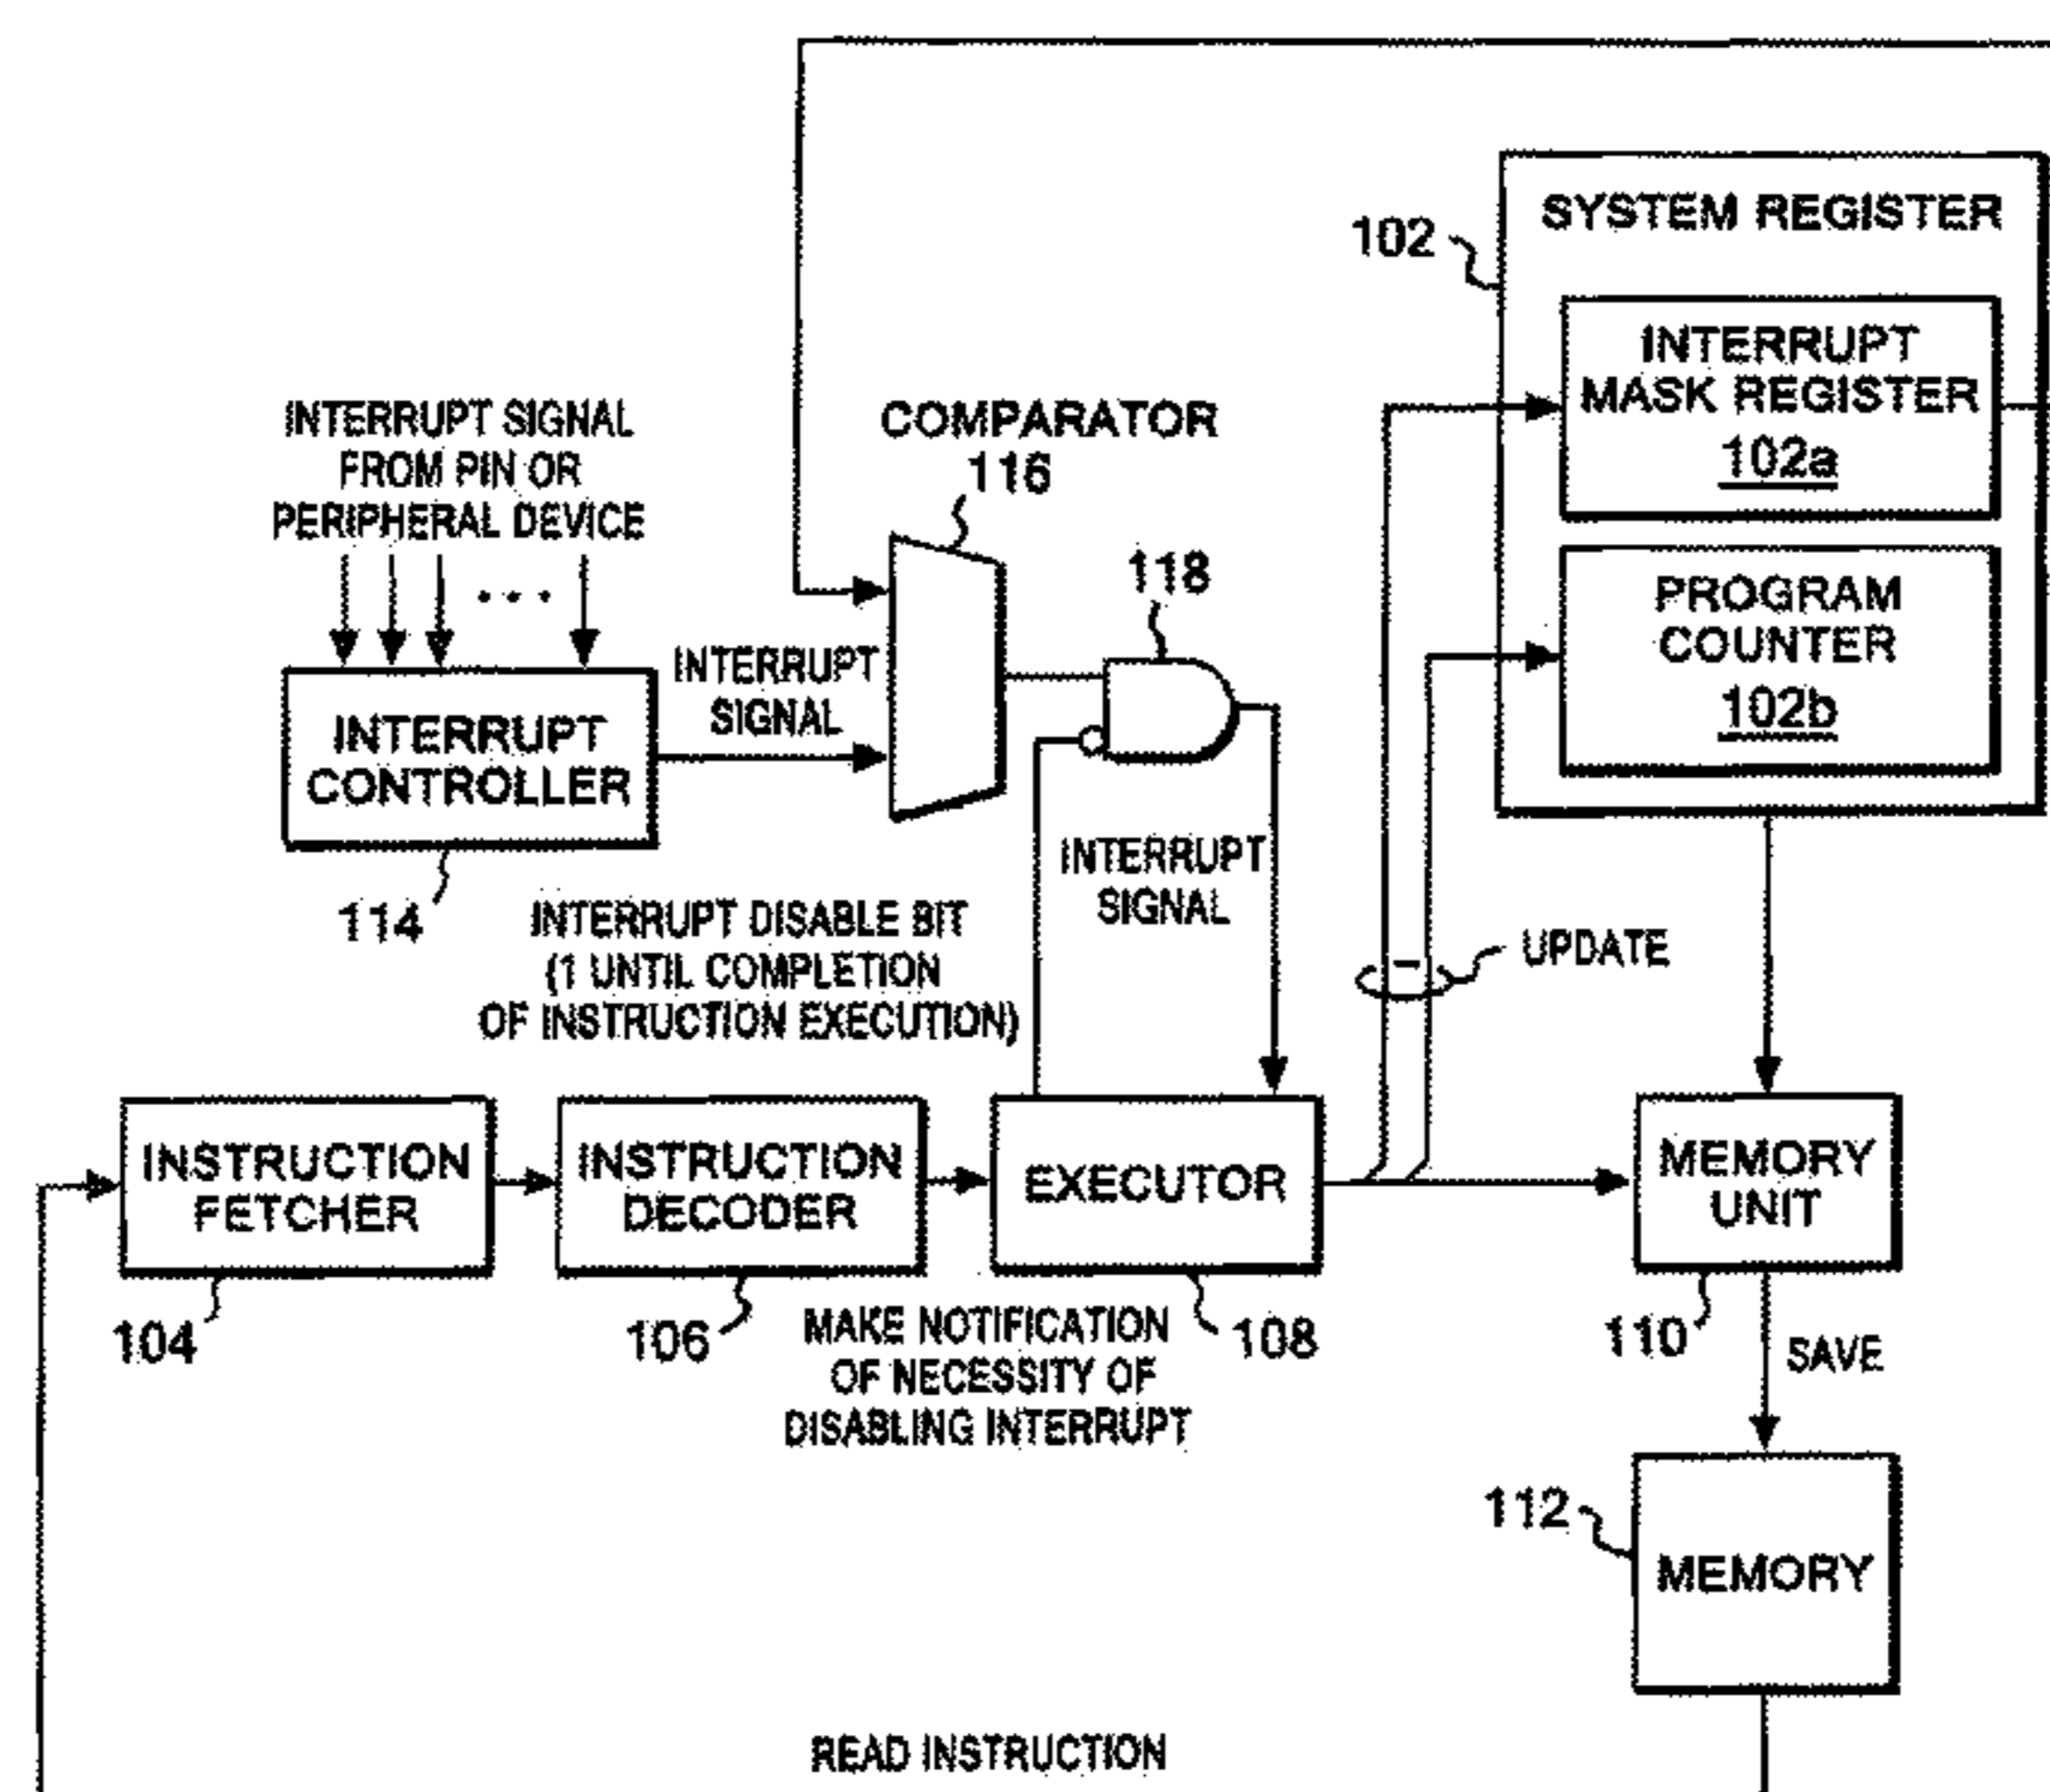 SYSTEM REGISTER
102
INTERRUPT
MASK REGISTER
102a
PROGRAM
COUNTER
102b
INTERRUPT SIGNAL
FROM PIN OR
PERIPHERAL DEVICE
COMPARATOR
116
118
INTERRUPT
SIGNAL
INTERRUPT
CONTROLLER
114
INTERRUPT
SIGNAL
INTERRUPT DISABLE BIT
(1 UNTIL COMPLETION
OF INSTRUCTION EXECUTION)
UPDATE
INSTRUCTION
FETCHER
104
INSTRUCTION
DECODER
106
EXECUTOR
108
MAKE NOTIFICATION
OF NECESSITY OF
DISABLING INTERRUPT
MEMORY
UNIT
110
SAVE
112
MEMORY
READ INSTRUCTION